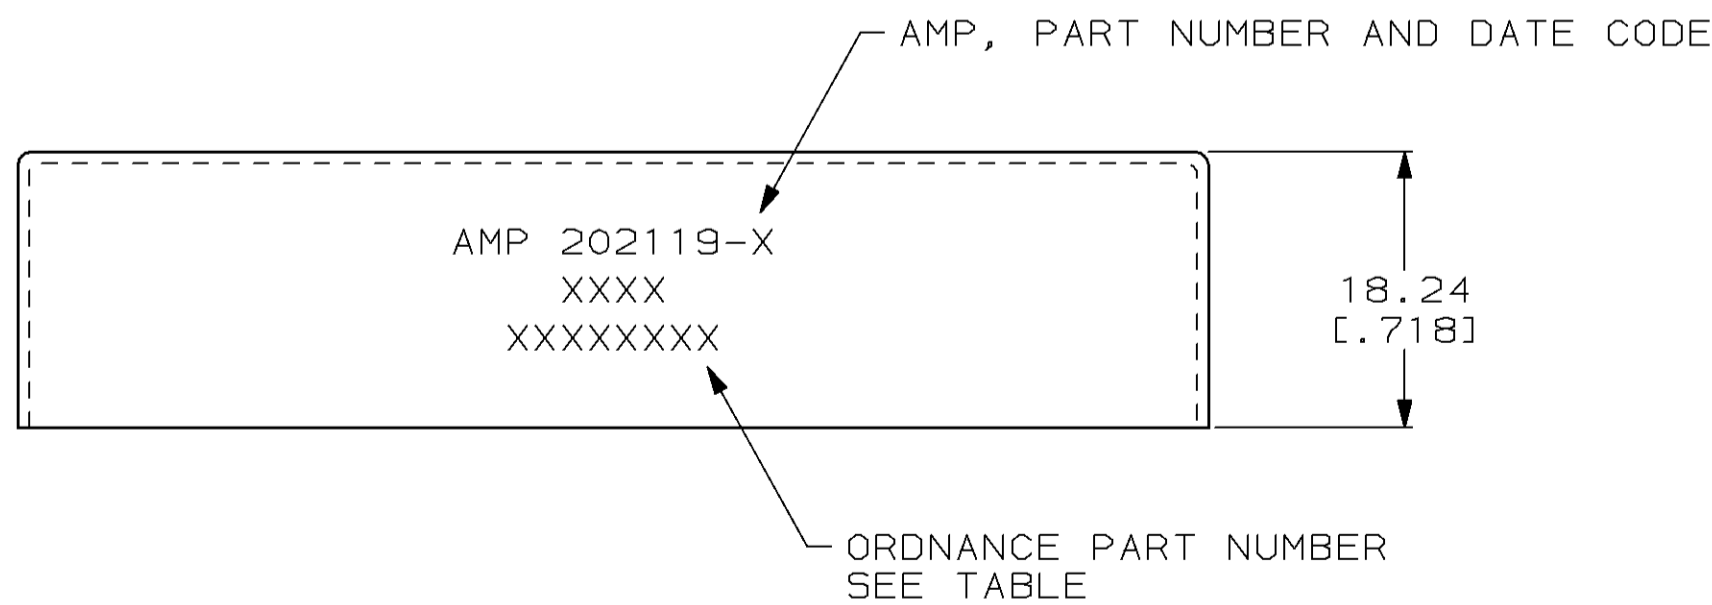 AMP, PART NUMBER AND DATE CODE
AMP 202119-X
XXXX
XXXXXXXX
18.24
[.718]
ORDNANCE PART NUMBER
SEE TABLE